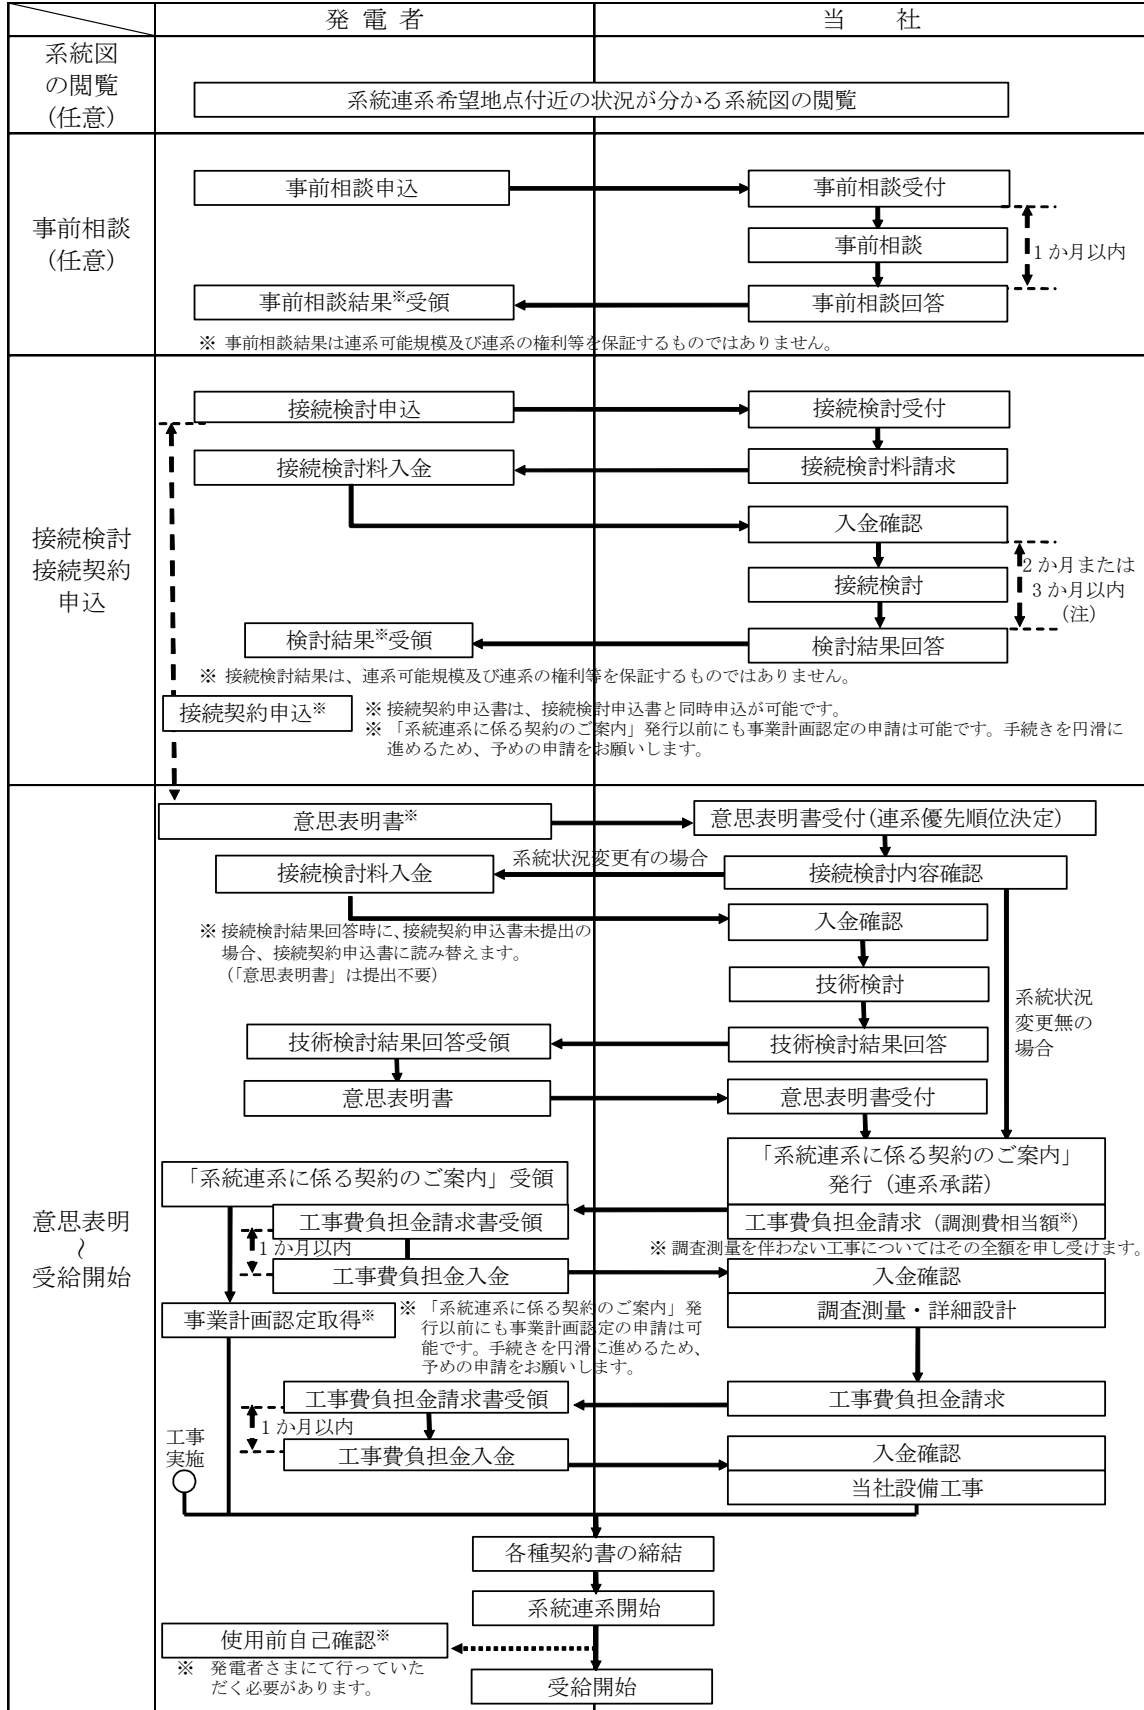 発電者
当社
系統図
の閲覧
(任意)
系統連系希望地点付近の状況が分かる系統図の閲覧
事前相談
(任意)
事前相談申込
事前相談受付
事前相談
1か月以内
事前相談結果※受領
事前相談回答
※ 事前相談結果は連系可能規模及び連系の権利等を保証するものではありません。
接続検討
接続契約
申込
接続検討申込
接続検討受付
接続検討料入金
接続検討料請求
入金確認
2か月または
3か月以内
(注)
接続検討
検討結果※受領
検討結果回答
※ 接続検討結果は、連系可能規模及び連系の権利等を保証するものではありません。
接続契約申込※
※ 接続契約申込書は、接続検討申込書と同時申込が可能です。
※ 「系統連系に係る契約のご案内」発行以前にも事業計画認定の申請は可能です。手続きを円滑に
進めるため、予めの申請をお願いします。
意思表明
～
受給開始
意思表明書※
意思表明書受付(連系優先順位決定)
系統状況変更有の場合
接続検討料入金
接続検討内容確認
入金確認
※ 接続検討結果回答時に、接続契約申込書未提出の
場合、接続契約申込書に読み替えます。
(「意思表明書」は提出不要)
技術検討
系統状況
変更無の
場合
技術検討結果回答受領
技術検討結果回答
意思表明書
意思表明書受付
「系統連系に係る契約のご案内」
発行(連系承諾)
「系統連系に係る契約のご案内」受領
工事費負担金請求書受領
工事費負担金請求(調測費相当額※)
1か月以内
※ 調査測量を伴わない工事についてはその全額を申し受けます。
工事費負担金入金
入金確認
事業計画認定取得※
調査測量・詳細設計
※ 「系統連系に係る契約のご案内」発
行以前にも事業計画認定の申請は可
能です。手続きを円滑に進めるため、
予めの申請をお願いします。
工事費負担金請求書受領
工事費負担金請求
1か月以内
工事
実施
工事費負担金入金
入金確認
当社設備工事
各種契約書の締結
系統連系開始
使用前自己確認※
※ 発電者さまにて行っていた
だく必要があります。
受給開始